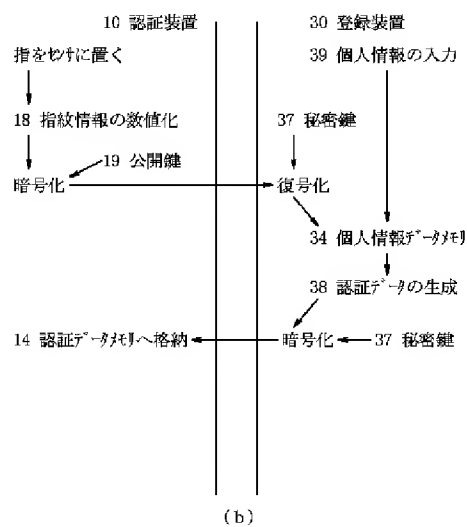 10 認証装置
30 登録装置
指をｾﾝｻに置く
39 個人情報の入力
18 指紋情報の数値化
37 秘密鍵
19 公開鍵
暗号化
復号化
34 個人情報ﾃﾞｰﾀﾒﾓﾘ
38 認証ﾃﾞｰﾀの生成
14 認証ﾃﾞｰﾀﾒﾓﾘへ格納
暗号化
37 秘密鍵
(b)